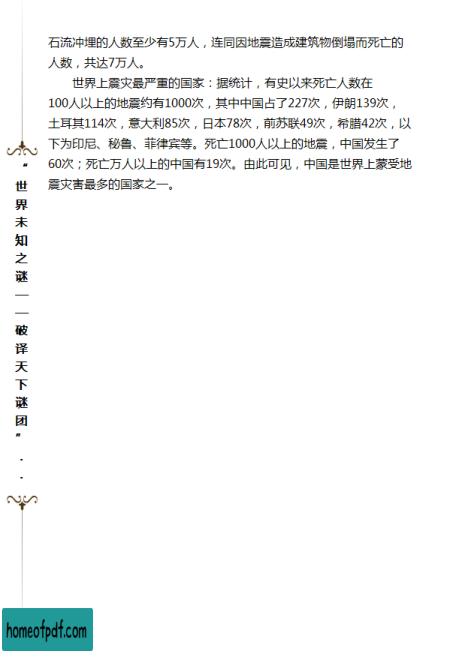 石流冲埋的人数至少有5万人，连同因地震造成建筑物倒塌而死亡的
人数，共达7万人。
世界上震灾最严重的国家：据统计，有史以来死亡人数在
100人以上的地震约有1000次，其中中国占了227次，伊朗139次，
土耳其114次，意大利85次，日本78次，前苏联49次，希腊42次，以
下为印尼、秘鲁、菲律宾等。死亡1000人以上的地震，中国发生了
60次；死亡万人以上的中国有19次。由此可见，中国是世界上蒙受地
震灾害最多的国家之一。
“世界未知之谜——破译天下谜团”..
homeofpdf.com